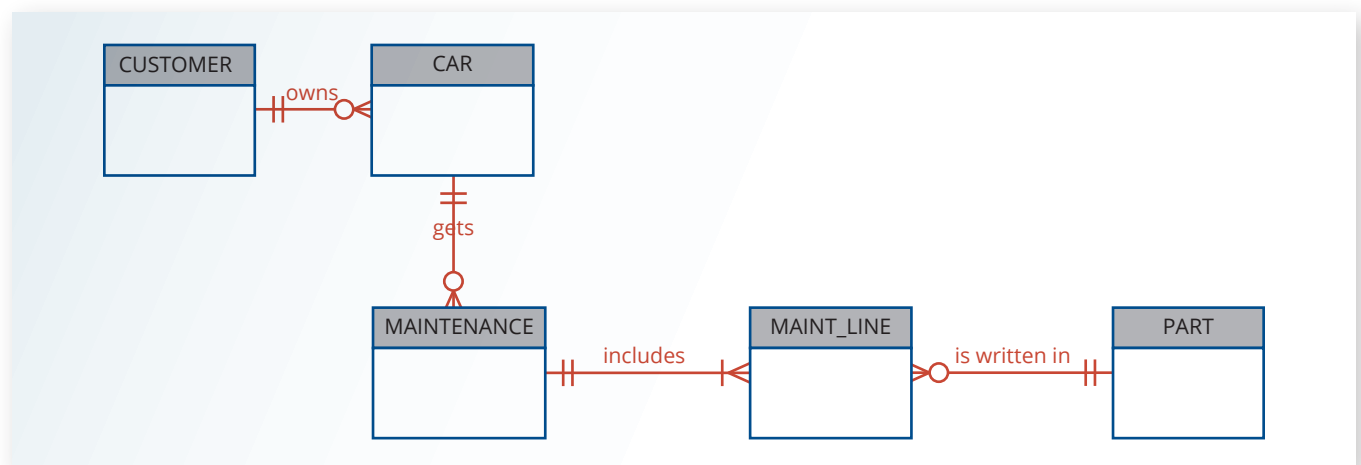 CUSTOMER
CAR
owns
gets
MAINTENANCE
MAINT_LINE
PART
includes
is written in